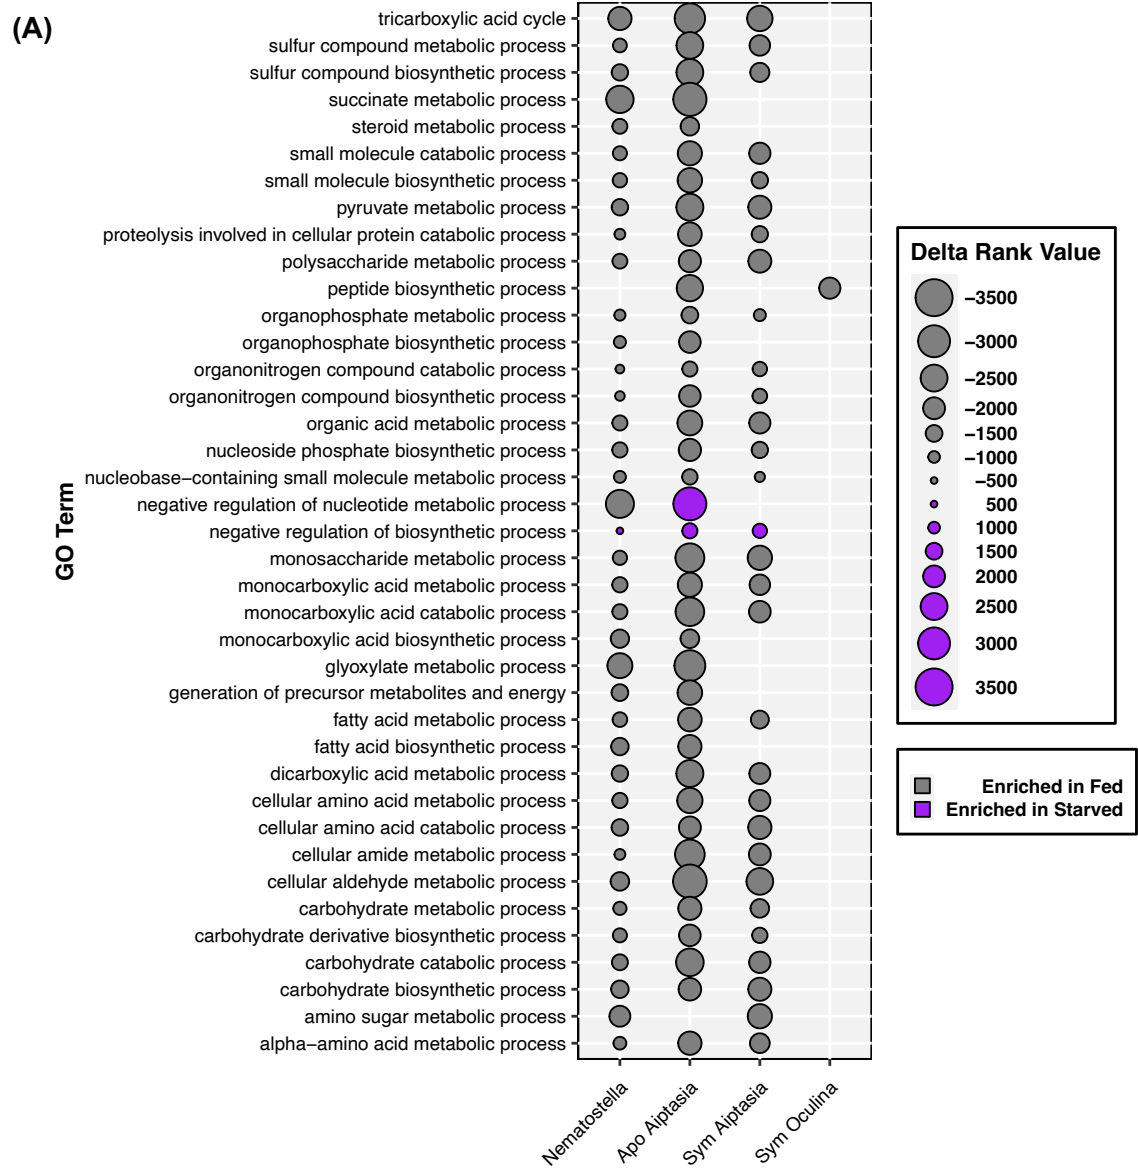 (A)
GO Term
tricarboxylic acid cycle
sulfur compound metabolic process
sulfur compound biosynthetic process
succinate metabolic process
steroid metabolic process
small molecule catabolic process
small molecule biosynthetic process
pyruvate metabolic process
proteolysis involved in cellular protein catabolic process
polysaccharide metabolic process
peptide biosynthetic process
organophosphate metabolic process
organophosphate biosynthetic process
organonitrogen compound catabolic process
organonitrogen compound biosynthetic process
organic acid metabolic process
nucleoside phosphate biosynthetic process
nucleobase−containing small molecule metabolic process
negative regulation of nucleotide metabolic process
negative regulation of biosynthetic process
monosaccharide metabolic process
monocarboxylic acid metabolic process
monocarboxylic acid catabolic process
monocarboxylic acid biosynthetic process
glyoxylate metabolic process
generation of precursor metabolites and energy
fatty acid metabolic process
fatty acid biosynthetic process
dicarboxylic acid metabolic process
cellular amino acid metabolic process
cellular amino acid catabolic process
cellular amide metabolic process
cellular aldehyde metabolic process
carbohydrate metabolic process
carbohydrate derivative biosynthetic process
carbohydrate catabolic process
carbohydrate biosynthetic process
amino sugar metabolic process
alpha−amino acid metabolic process
Nematostella
Apo Aiptasia
Sym Aiptasia
Sym Oculina
Delta Rank Value
−3500
−3000
−2500
−2000
−1500
−1000
−500
500
1000
1500
2000
2500
3000
3500
Enriched in Fed
Enriched in Starved